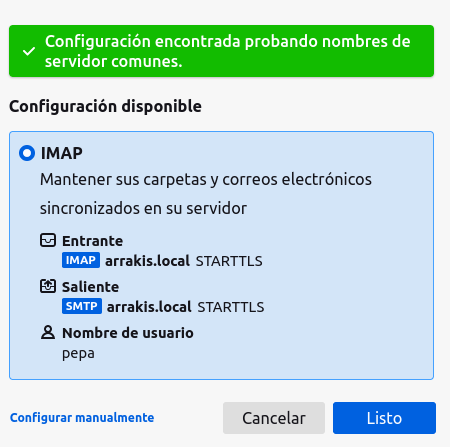 Configuración encontrada probando nombres de
servidor comunes.
Configuración disponible
IMAP
Mantener sus carpetas y correos electrónicos
sincronizados en su servidor
Entrante
IMAP arrakis.local STARTTLS
Saliente
SMTP arrakis.local STARTTLS
Nombre de usuario
pepa
Configurar manualmente Cancelar Listo